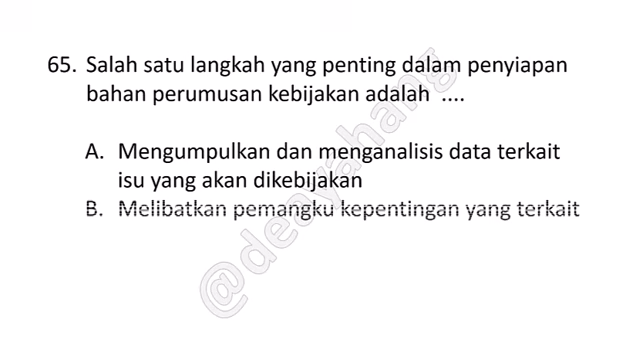 65. Salah satu langkah yang penting dalam penyiapan
bahan perumusan kebijakan adalah ....
A. Mengumpulkan dan menganalisis data terkait
isu yang akan dikebijakan
B. Melibatkan pemangku kepentingan yang terkait
@deoyahang